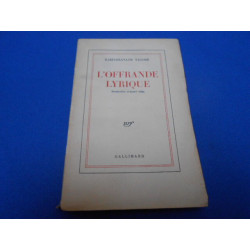 RABINDRANATH TAGORE
L'OFFRANDE
LYRIQUE
nrf
GALLIMARD